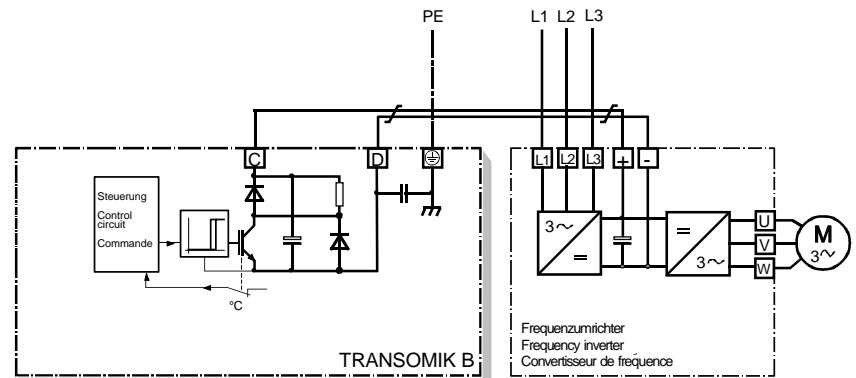 PE
L1 L2 L3
C D
L1 L2 L3 + -
Steuerung
Control
circuit
Commande
°C
TRANSOMIK B
3~
=
=
3~
U
V
W
M
3~
Frequenzumrichter
Frequency inverter
Convertisseur de fréquence